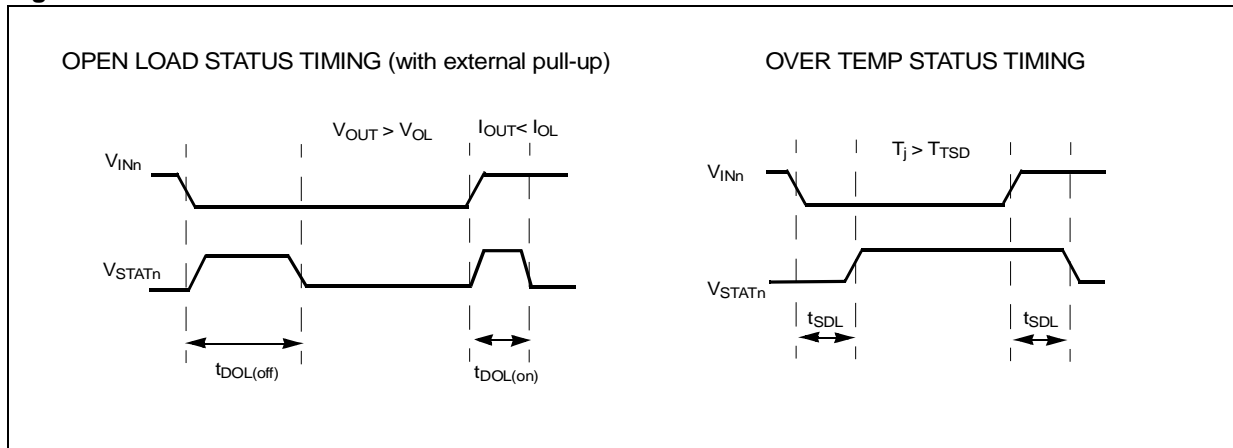 OPEN LOAD STATUS TIMING (with external pull-up)
VOUT > VOL
IOUT< IOL
VINn
VSTATn
tDOL(off)
tDOL(on)
OVER TEMP STATUS TIMING
Tj > TTSD
VINn
VSTATn
tSDL
tSDL